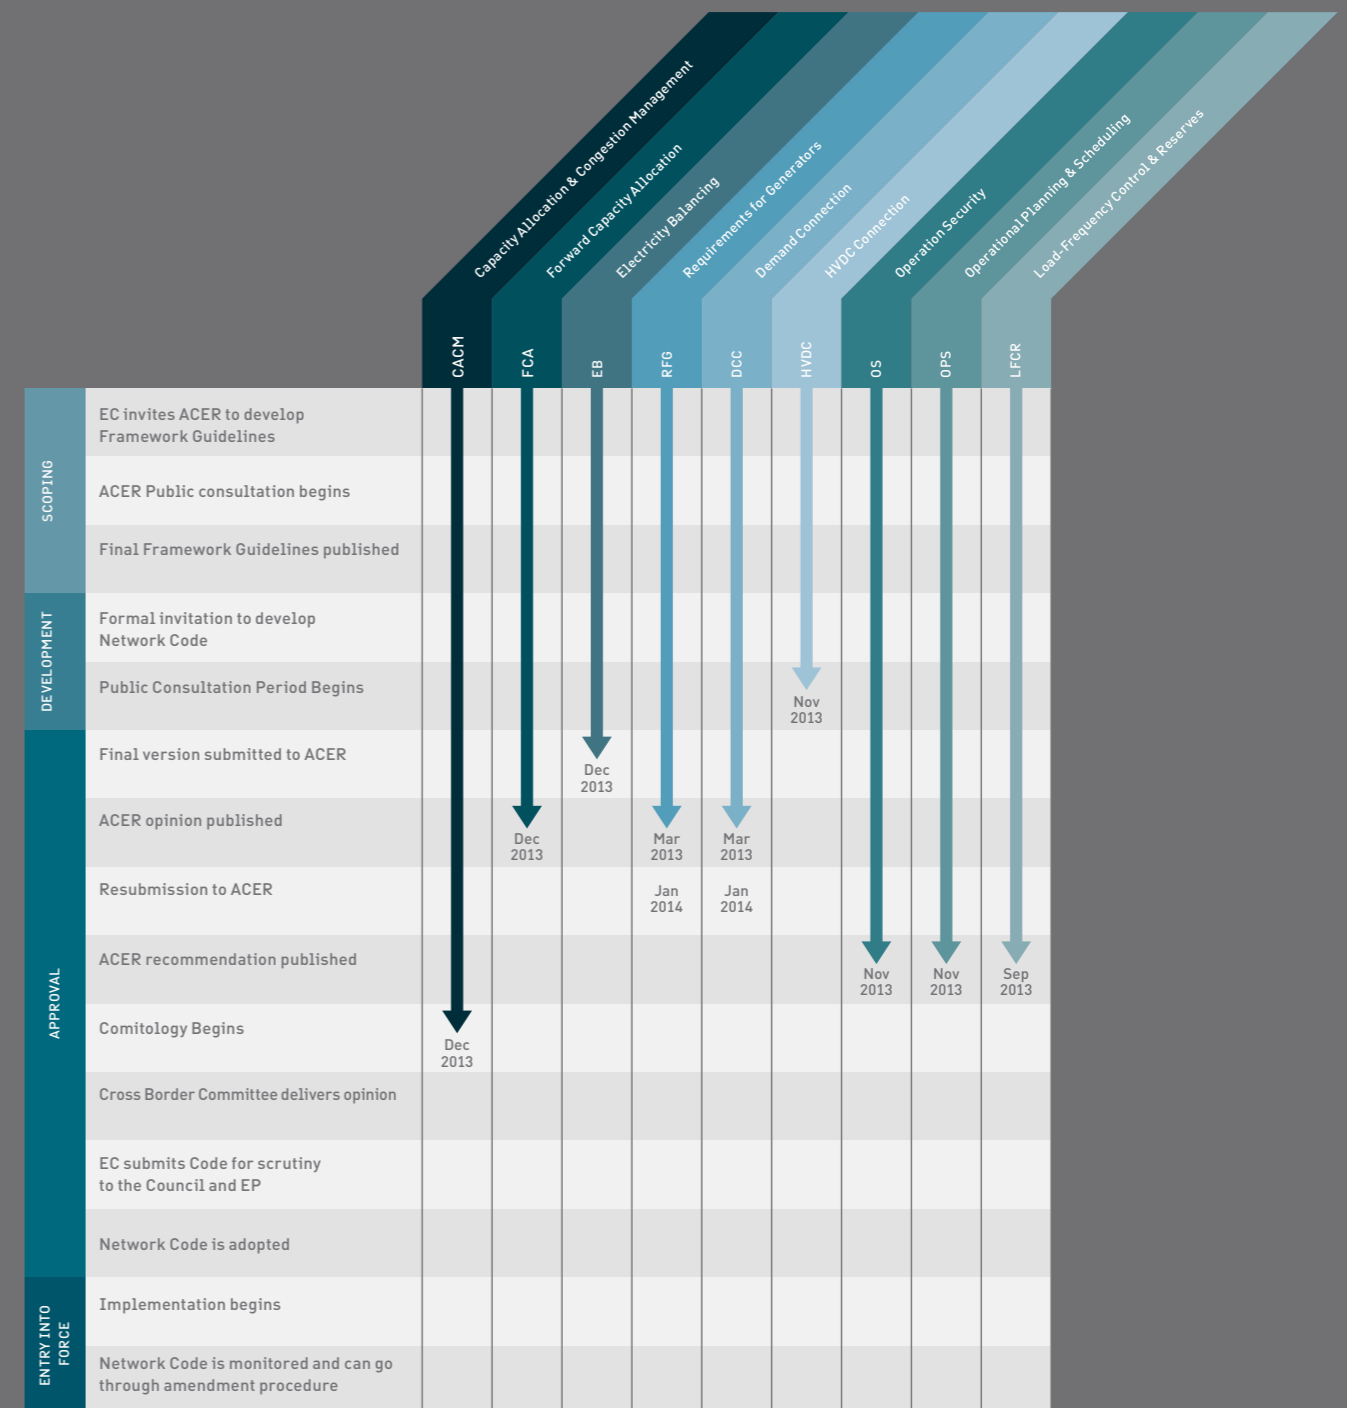 Capacity Allocation & Congestion Management
Forward Capacity Allocation
Electricity Balancing
Requirements for Generators
Demand Connection
HVDC Connection
Operation Security
Operational Planning & Scheduling
Load-Frequency Control & Reserves
CACM
FCA
EB
RFG
DCC
HVDC
OS
OPS
LFCR
SCOPING
EC invites ACER to develop
Framework Guidelines
ACER Public consultation begins
Final Framework Guidelines published
DEVELOPMENT
Formal invitation to develop
Network Code
Public Consultation Period Begins
Nov
2013
APPROVAL
Final version submitted to ACER
Dec
2013
ACER opinion published
Dec
2013
Mar
2013
Mar
2013
Resubmission to ACER
Jan
2014
Jan
2014
ACER recommendation published
Nov
2013
Nov
2013
Sep
2013
Comitology Begins
Dec
2013
Cross Border Committee delivers opinion
EC submits Code for scrutiny
to the Council and EP
Network Code is adopted
ENTRY INTO
FORCE
Implementation begins
Network Code is monitored and can go
through amendment procedure